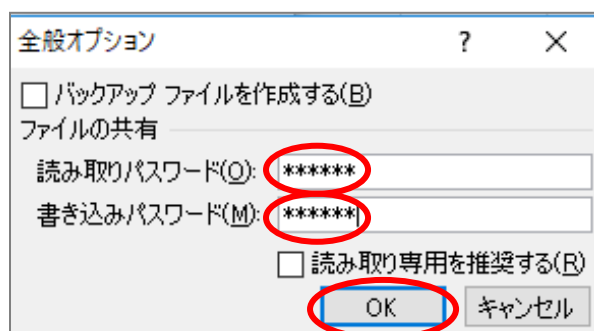 全般オプション ? ×
バックアップ ファイルを作成する(B)
ファイルの共有
読み取りパスワード(O): ******
書き込みパスワード(M): ******
読み取り専用を推奨する(R)
OK キャンセル